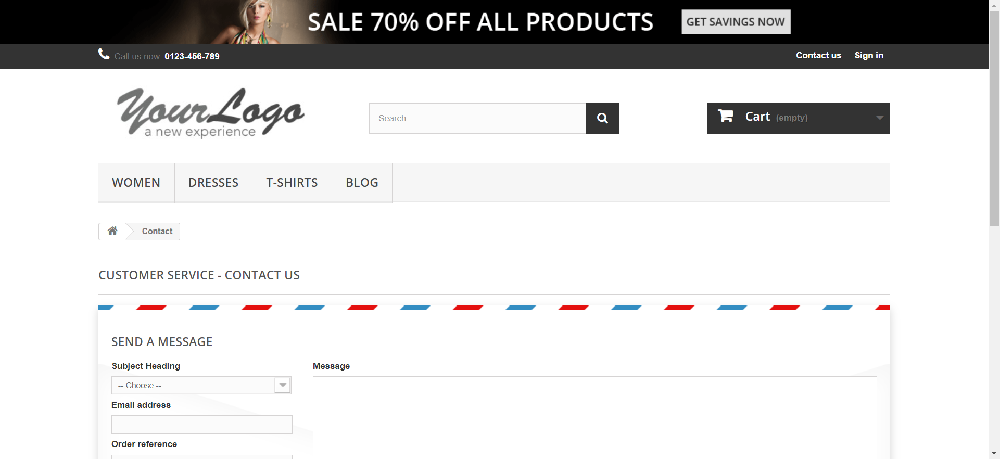 SALE 70% OFF ALL PRODUCTS GET SAVINGS NOW
Call us now: 0123-456-789 Contact us Sign in
YourLogo
a new experience
Search
Cart (empty)
WOMEN DRESSES T-SHIRTS BLOG
Contact
CUSTOMER SERVICE - CONTACT US
SEND A MESSAGE
Subject Heading
-- Choose --
Email address
Order reference
Message